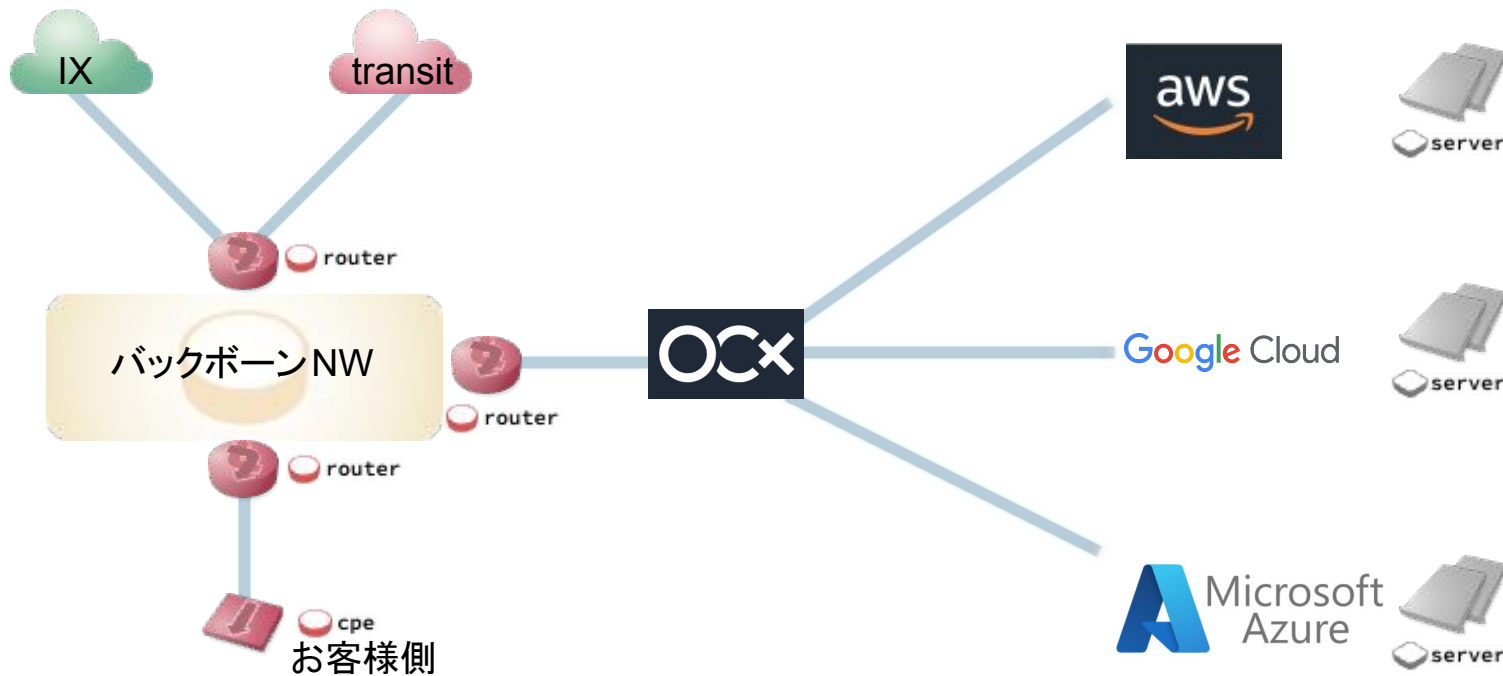 IX
transit
aws
server
router
バックボーンNW
router
OCX
Google Cloud
server
router
cpe
お客様側
Microsoft
Azure
server